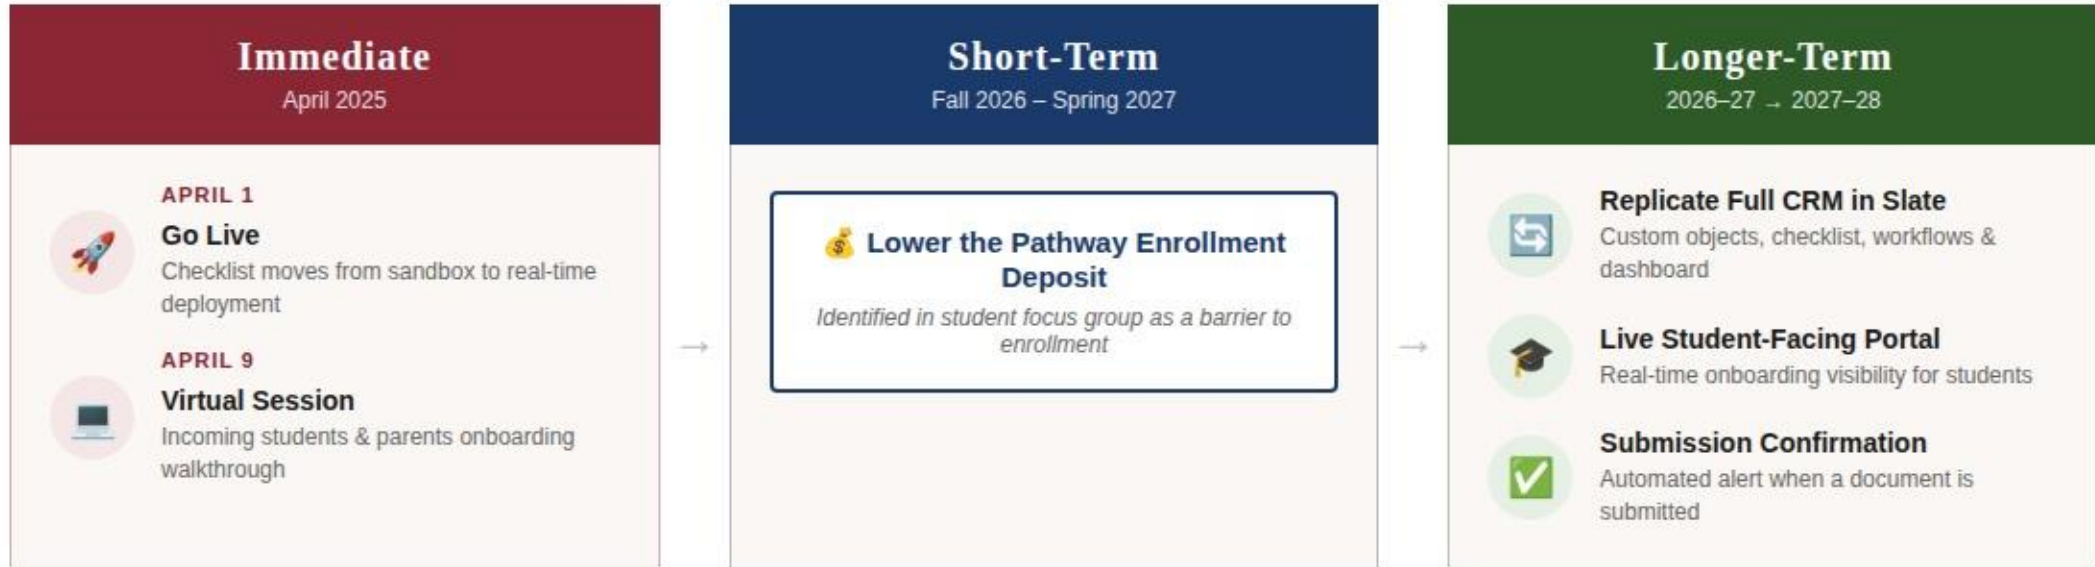 Immediate
April 2025
APRIL 1
Go Live
Checklist moves from sandbox to real-time
deployment
APRIL 9
Virtual Session
Incoming students & parents onboarding
walkthrough
→
Short-Term
Fall 2026 – Spring 2027
💰 Lower the Pathway Enrollment
Deposit
Identified in student focus group as a barrier to
enrollment
→
Longer-Term
2026–27 → 2027–28
Replicate Full CRM in Slate
Custom objects, checklist, workflows &
dashboard
Live Student-Facing Portal
Real-time onboarding visibility for students
Submission Confirmation
Automated alert when a document is
submitted